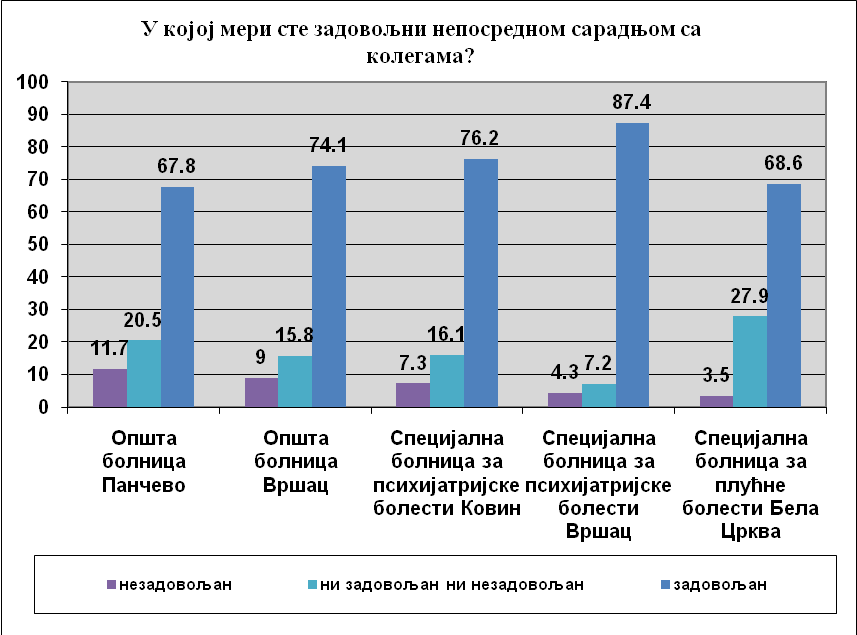 У којој мери сте задовољни непосредном сарадњом са
колегама?
100
90
80
70
60
50
40
30
20
10
0
11.7
20.5
67.8
9
15.8
74.1
7.3
16.1
76.2
4.3
7.2
87.4
3.5
27.9
68.6
Општа
болница
Панчево
Општа
болница
Вршац
Специјална
болница за
психијатријске
болести Ковин
Специјална
болница за
психијатријске
болести
Вршац
Специјална
болница за
плућне
болести Бела
Црква
незадовољан
ни задовољан ни незадовољан
задовољан